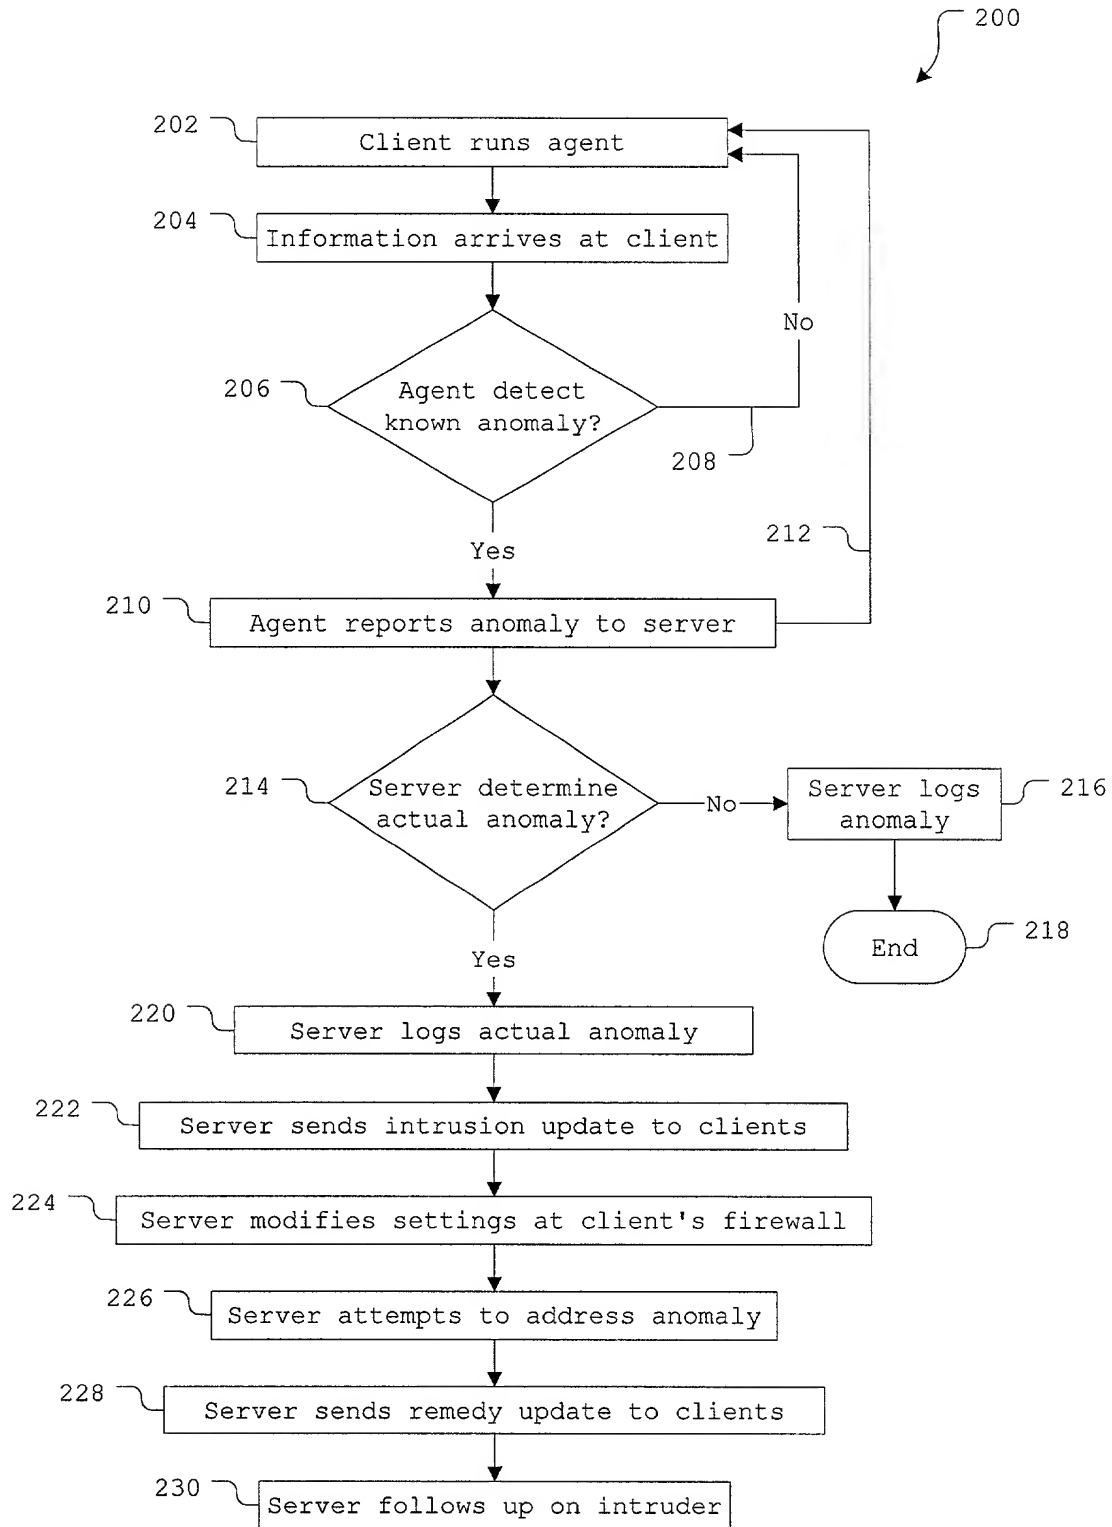 200
202
Client runs agent
204
Information arrives at client
No
206
Agent detect
known anomaly?
208
Yes
212
210
Agent reports anomaly to server
214
Server determine
actual anomaly?
No
Server logs
anomaly
216
End
218
Yes
220
Server logs actual anomaly
222
Server sends intrusion update to clients
224
Server modifies settings at client's firewall
226
Server attempts to address anomaly
228
Server sends remedy update to clients
230
Server follows up on intruder